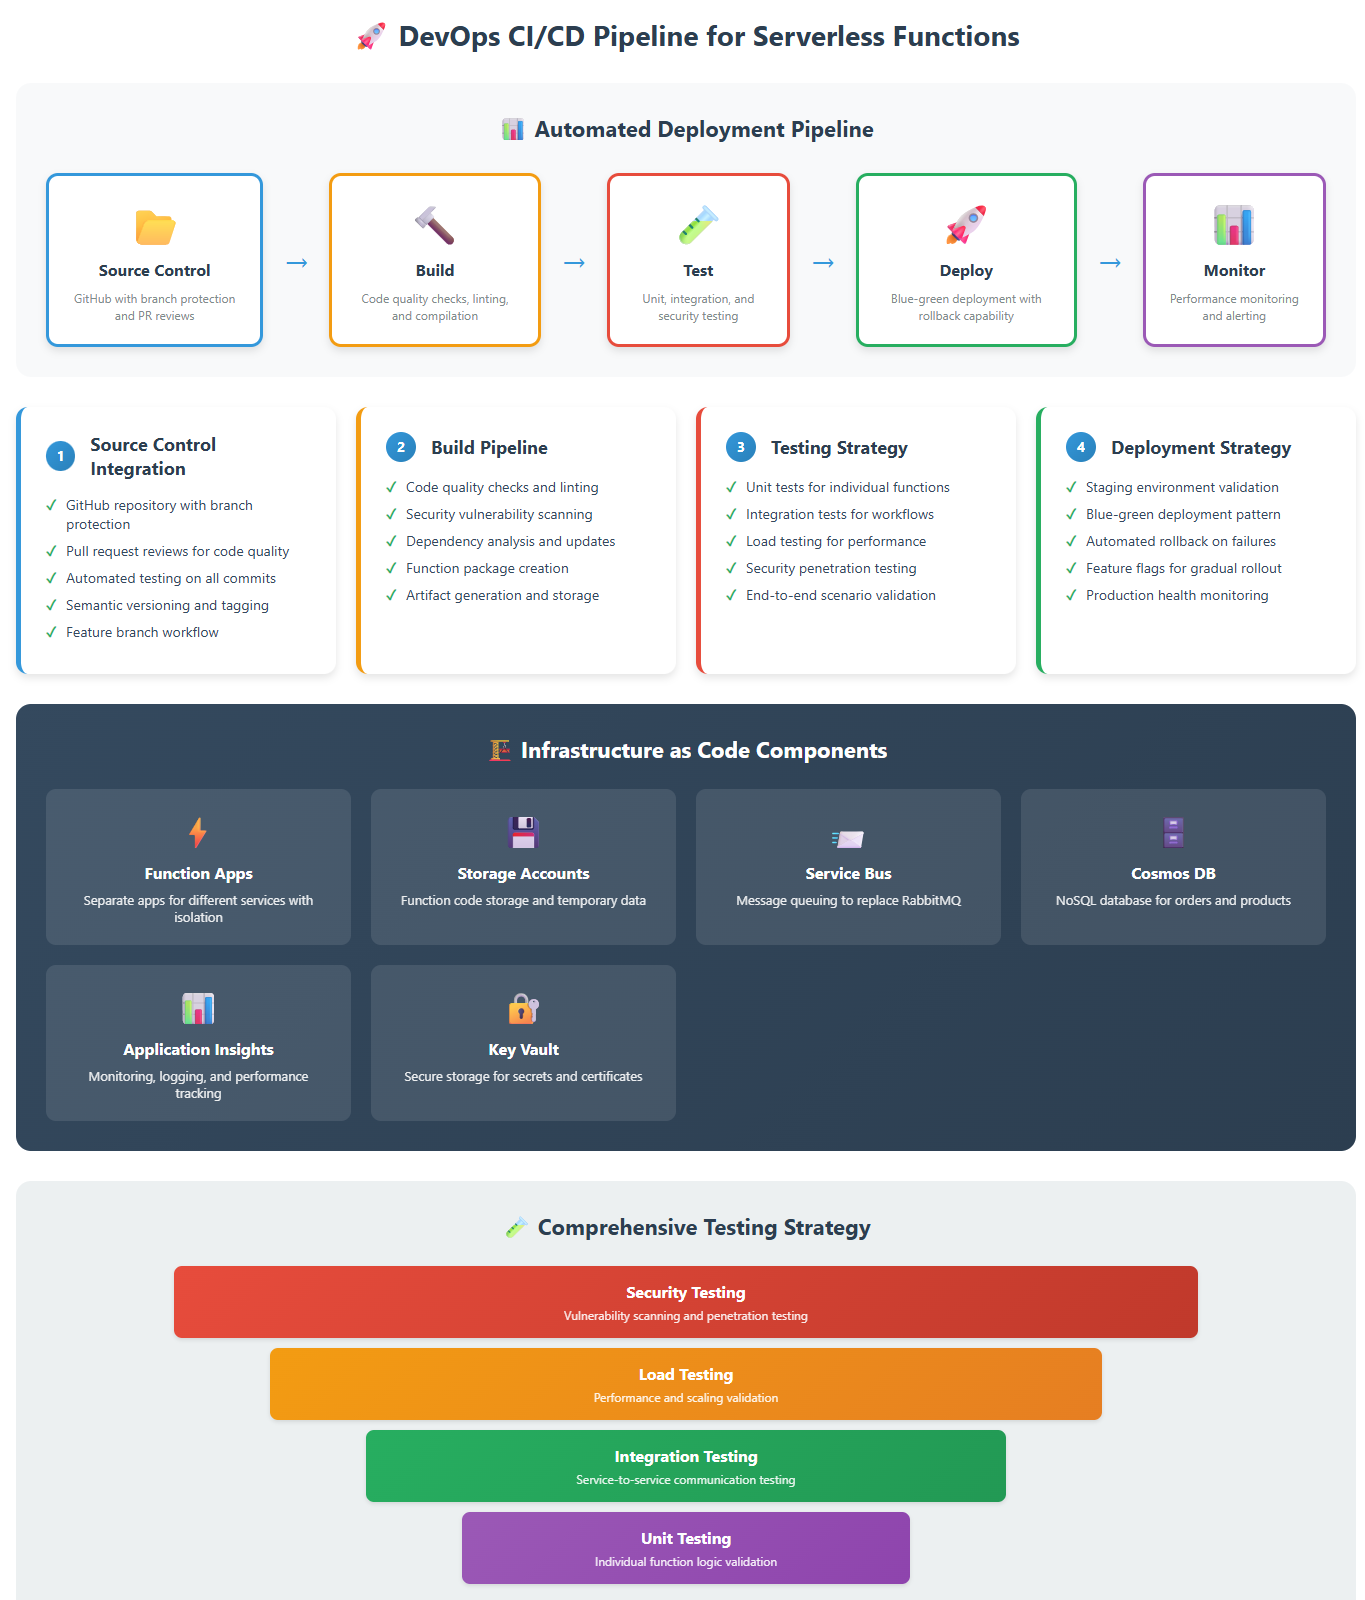 DevOps CI/CD Pipeline for Serverless Functions
Automated Deployment Pipeline
Source Control
GitHub with branch protection
and PR reviews
→
Build
Code quality checks, linting,
and compilation
→
Test
Unit, integration, and
security testing
→
Deploy
Blue-green deployment with
rollback capability
→
Monitor
Performance monitoring
and alerting
1
Source Control
Integration
✓ GitHub repository with branch
protection
✓ Pull request reviews for code quality
✓ Automated testing on all commits
✓ Semantic versioning and tagging
✓ Feature branch workflow
2
Build Pipeline
✓ Code quality checks and linting
✓ Security vulnerability scanning
✓ Dependency analysis and updates
✓ Function package creation
✓ Artifact generation and storage
3
Testing Strategy
✓ Unit tests for individual functions
✓ Integration tests for workflows
✓ Load testing for performance
✓ Security penetration testing
✓ End-to-end scenario validation
4
Deployment Strategy
✓ Staging environment validation
✓ Blue-green deployment pattern
✓ Automated rollback on failures
✓ Feature flags for gradual rollout
✓ Production health monitoring
Infrastructure as Code Components
Function Apps
Separate apps for different services with
isolation
Storage Accounts
Function code storage and temporary data
Service Bus
Message queuing to replace RabbitMQ
Cosmos DB
NoSQL database for orders and products
Application Insights
Monitoring, logging, and performance
tracking
Key Vault
Secure storage for secrets and certificates
Comprehensive Testing Strategy
Security Testing
Vulnerability scanning and penetration testing
Load Testing
Performance and scaling validation
Integration Testing
Service-to-service communication testing
Unit Testing
Individual function logic validation